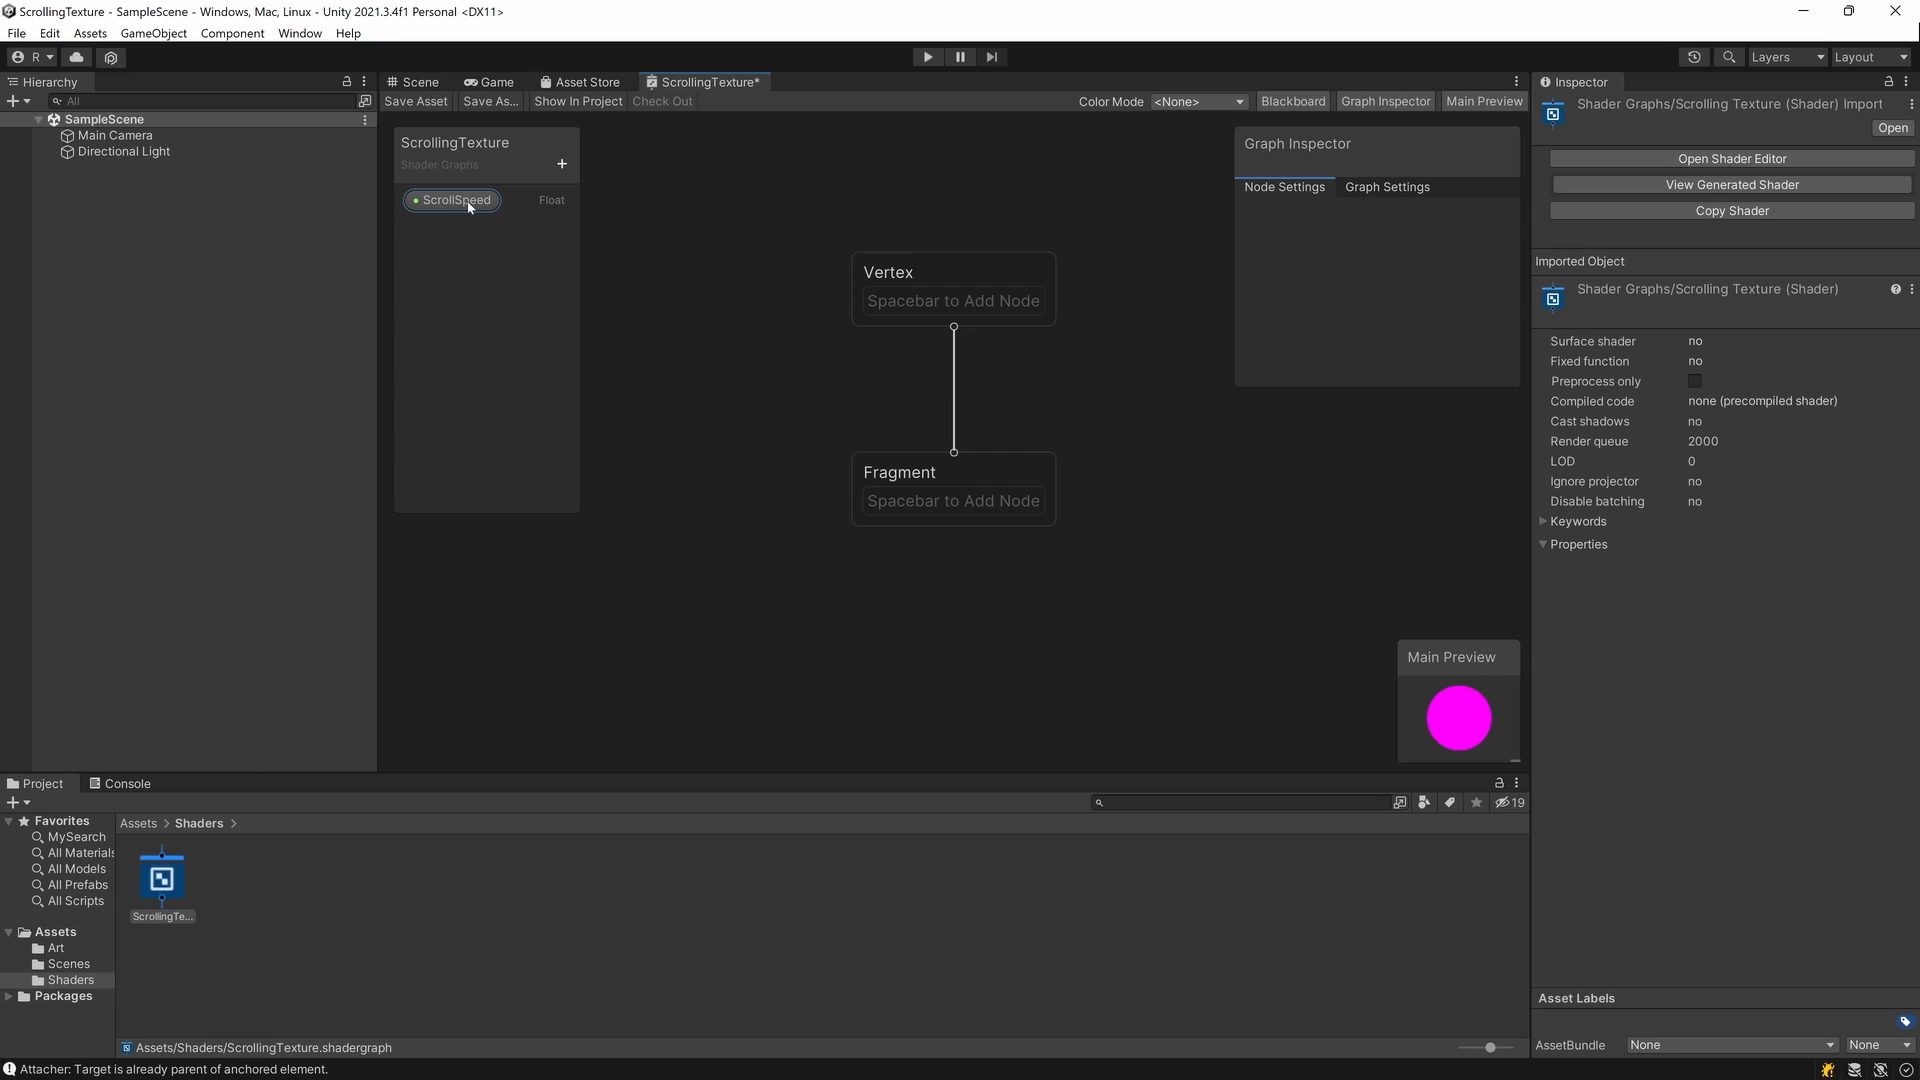 ScrollingTexture - SampleScene - Windows, Mac, Linux - Unity 2021.3.4f1 Personal <DX11>
File Edit Assets GameObject Component Window Help
R
Layers
Layout
Hierarchy
All
SampleScene
Main Camera
Directional Light
Scene
Game
Asset Store
ScrollingTexture*
Save Asset
Save As...
Show In Project
Check Out
Color Mode
<None>
Blackboard
Graph Inspector
Main Preview
ScrollingTexture
Shader Graphs
+
ScrollSpeed Float
Vertex
Spacebar to Add Node
Fragment
Spacebar to Add Node
Graph Inspector
Node Settings
Graph Settings
Main Preview
Inspector
Shader Graphs/Scrolling Texture (Shader) Import
Open
Open Shader Editor
View Generated Shader
Copy Shader
Imported Object
Shader Graphs/Scrolling Texture (Shader)
Surface shader no
Fixed function no
Preprocess only
Compiled code none (precompiled shader)
Cast shadows no
Render queue 2000
LOD 0
Ignore projector no
Disable batching no
Keywords
Properties
Asset Labels
AssetBundle None None
Project
Console
19
Favorites
MySearch
All Materials
All Models
All Prefabs
All Scripts
Assets
Art
Scenes
Shaders
Packages
Assets > Shaders >
ScrollingTe...
Assets/Shaders/ScrollingTexture.shadergraph
Attacher: Target is already parent of anchored element.